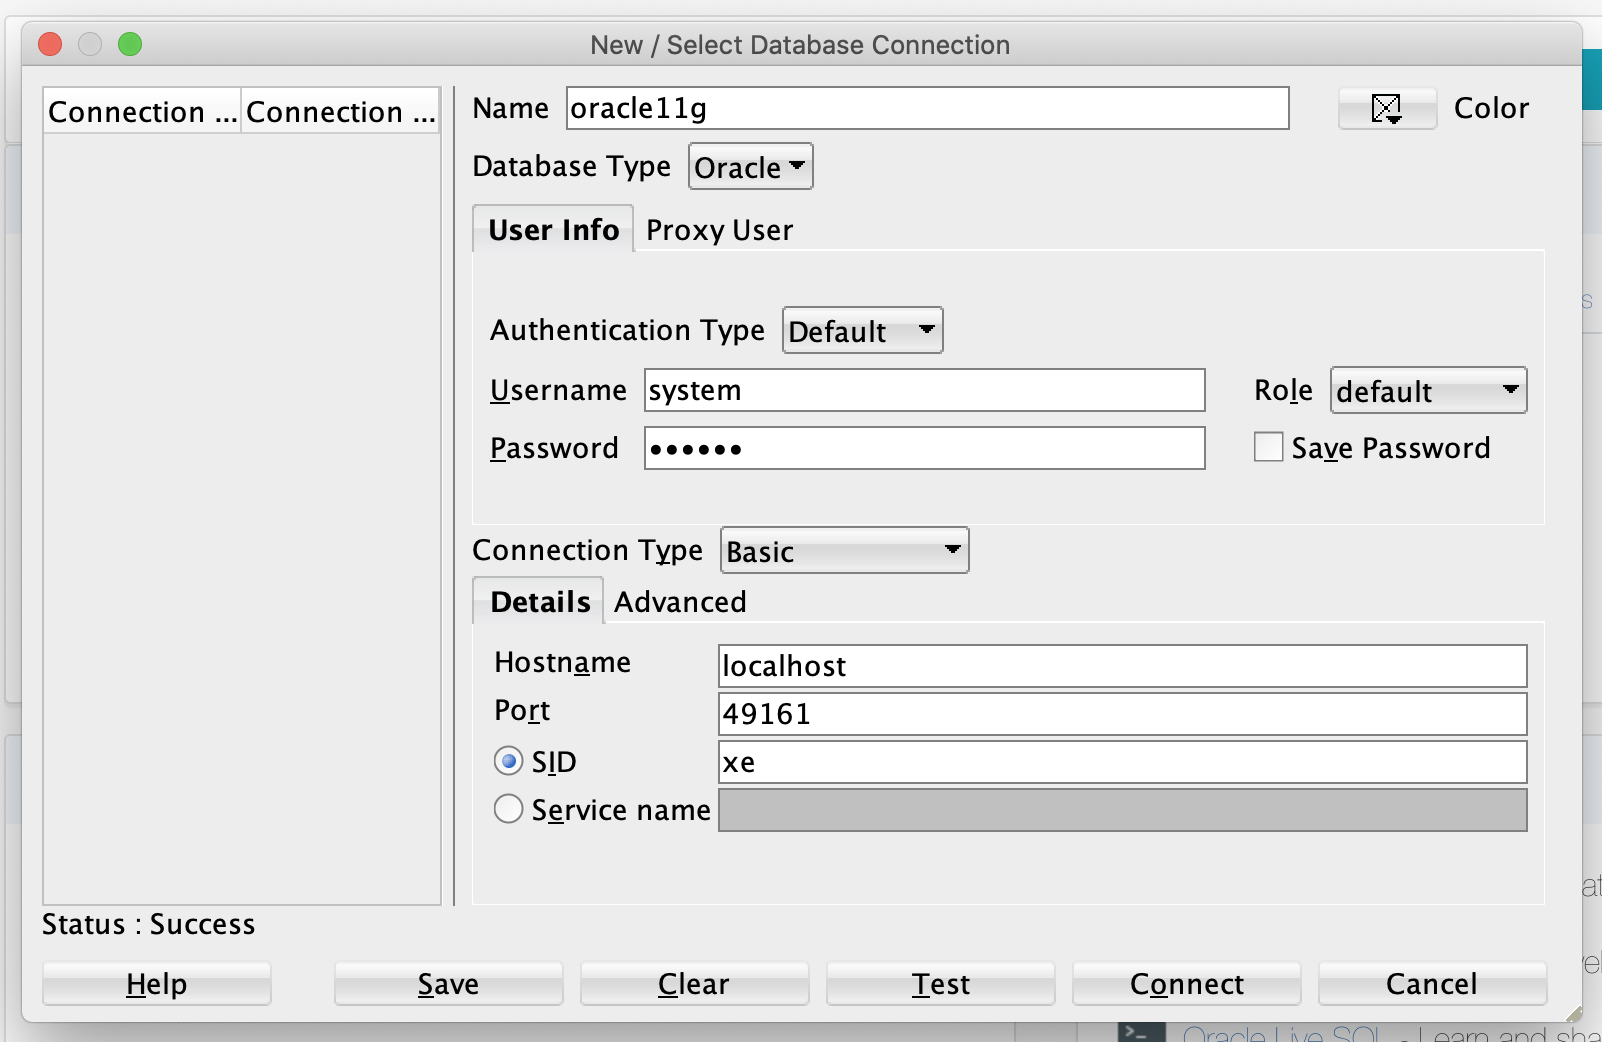 New / Select Database Connection
Connection ... Connection ...
Name oracle11g Color
Database Type Oracle
User Info Proxy User
Authentication Type Default
Username system Role default
Password •••••• Save Password
Connection Type Basic
Details Advanced
Hostname localhost
Port 49161
SID xe
Service name
Status : Success
Help Save Clear Test Connect Cancel
Oracle Live SQL - Learn and sha